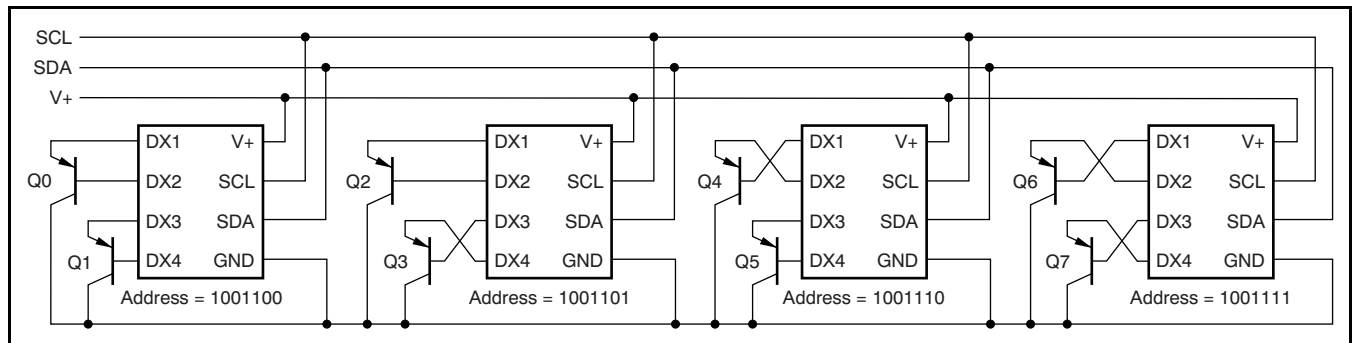 SCL
SDA
V+
DX1 V+
DX2 SCL
DX3 SDA
DX4 GND
Q0
Q1
Address = 1001100
DX1 V+
DX2 SCL
DX3 SDA
DX4 GND
Q2
Q3
Address = 1001101
DX1 V+
DX2 SCL
DX3 SDA
DX4 GND
Q4
Q5
Address = 1001110
DX1 V+
DX2 SCL
DX3 SDA
DX4 GND
Q6
Q7
Address = 1001111